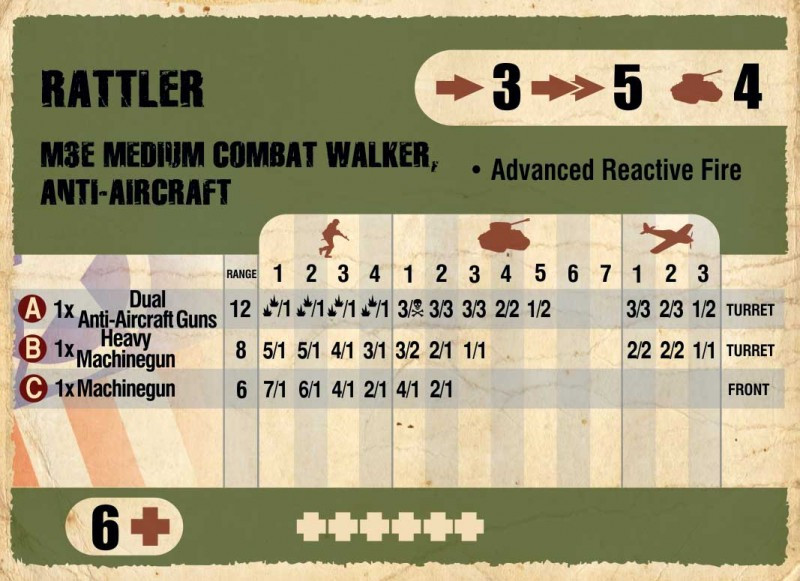 RATTLER
3 5 4
M3E MEDIUM COMBAT WALKER,
ANTI-AIRCRAFT
• Advanced Reactive Fire
RANGE 1 2 3 4 1 2 3 4 5 6 7 1 2 3
A 1x Dual Anti-Aircraft Guns 12 /1 /1 /1 /1 3/ 3/3 3/3 2/2 1/2 3/3 2/3 1/2 TURRET
B 1x Heavy Machinegun 8 5/1 5/1 4/1 3/1 3/2 2/1 1/1 2/2 2/2 1/1 TURRET
C 1x Machinegun 6 7/1 6/1 4/1 2/1 4/1 2/1 FRONT
6